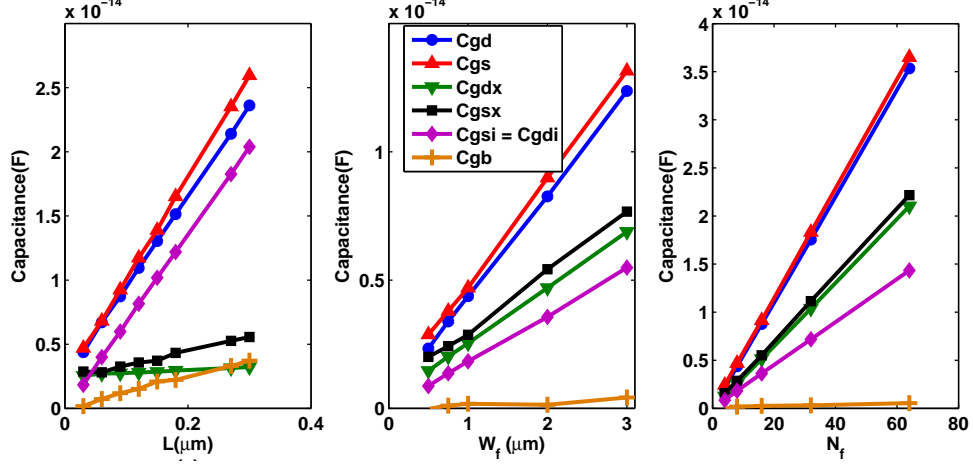 x 10⁻¹⁴
x 10⁻¹⁴
x 10⁻¹⁴
Capacitance(F)
2.5
2
1.5
1
0.5
0
0
0.2
0.4
L(μm)
Capacitance(F)
1
0.5
0
0
1
2
3
W_f (μm)
Cgd
Cgs
Cgdx
Cgsx
Cgsi = Cgdi
Cgb
Capacitance(F)
4
3.5
3
2.5
2
1.5
1
0.5
0
0
20
40
60
80
N_f